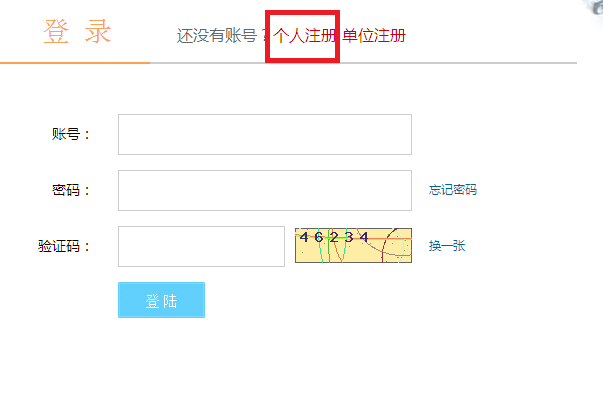 登 录 还没有账号？个人注册 单位注册
账号：
密码： 忘记密码
验证码： 46234 换一张
登 陆